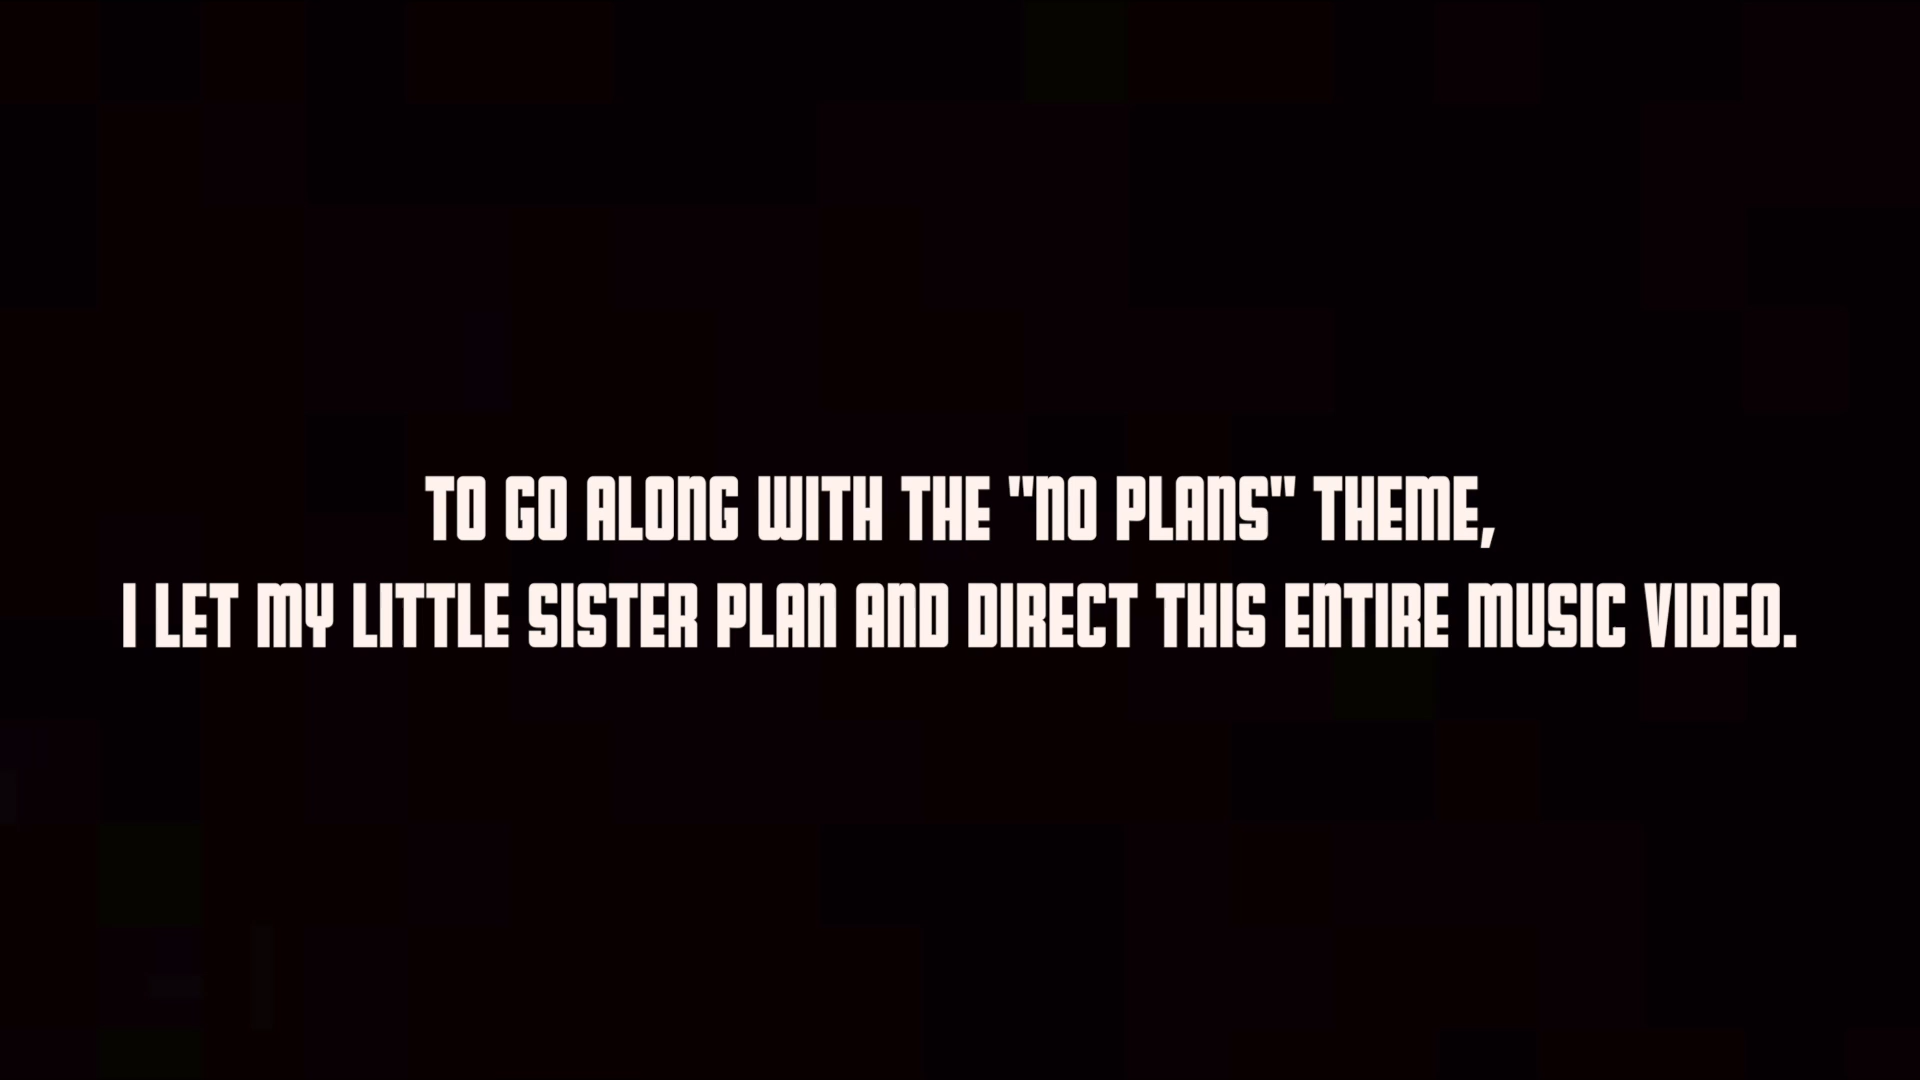 TO GO ALONG WITH THE "NO PLANS" THEME,
I LET MY LITTLE SISTER PLAN AND DIRECT THIS ENTIRE MUSIC VIDEO.